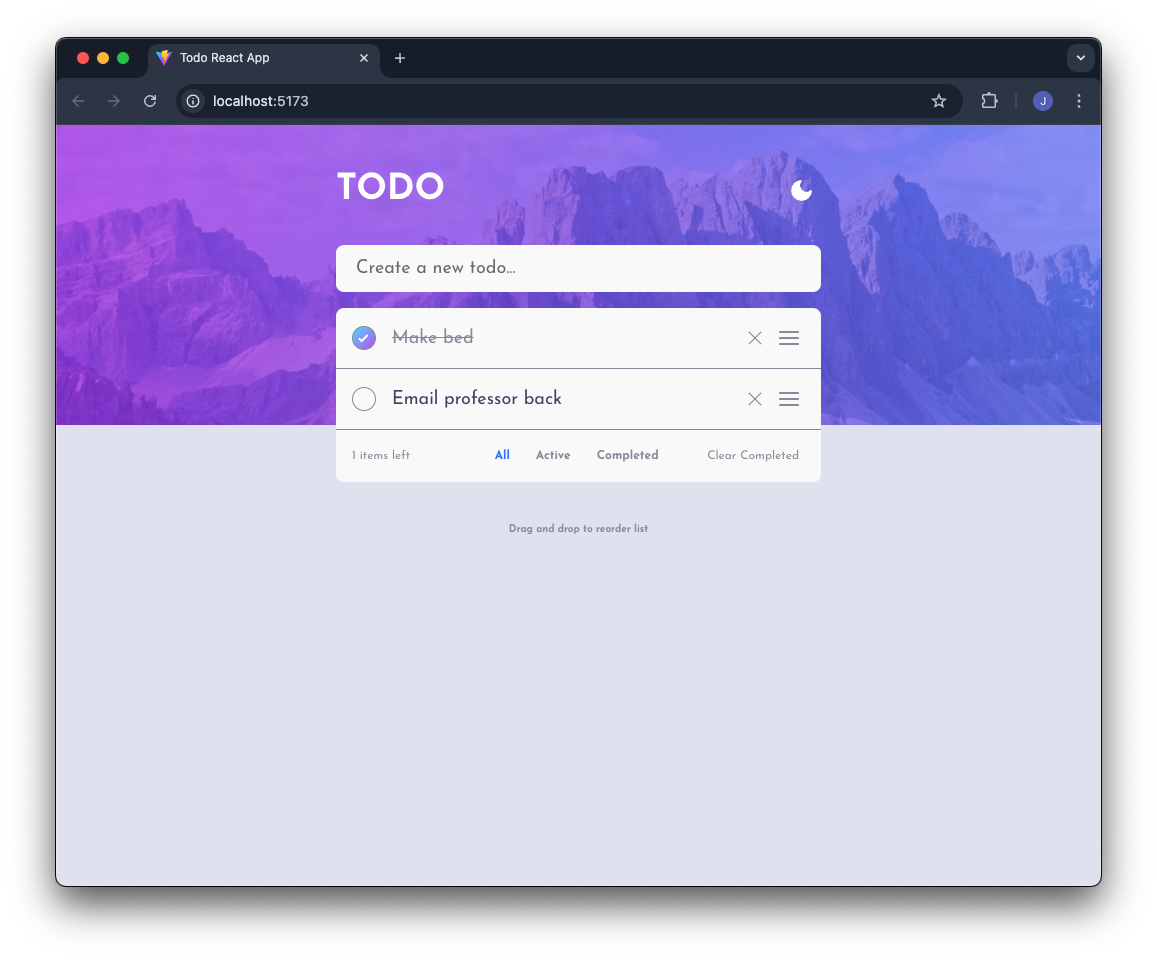 Todo React App
localhost:5173
J
TODO
Create a new todo...
Make bed
Email professor back
1 items left All Active Completed Clear Completed
Drag and drop to reorder list